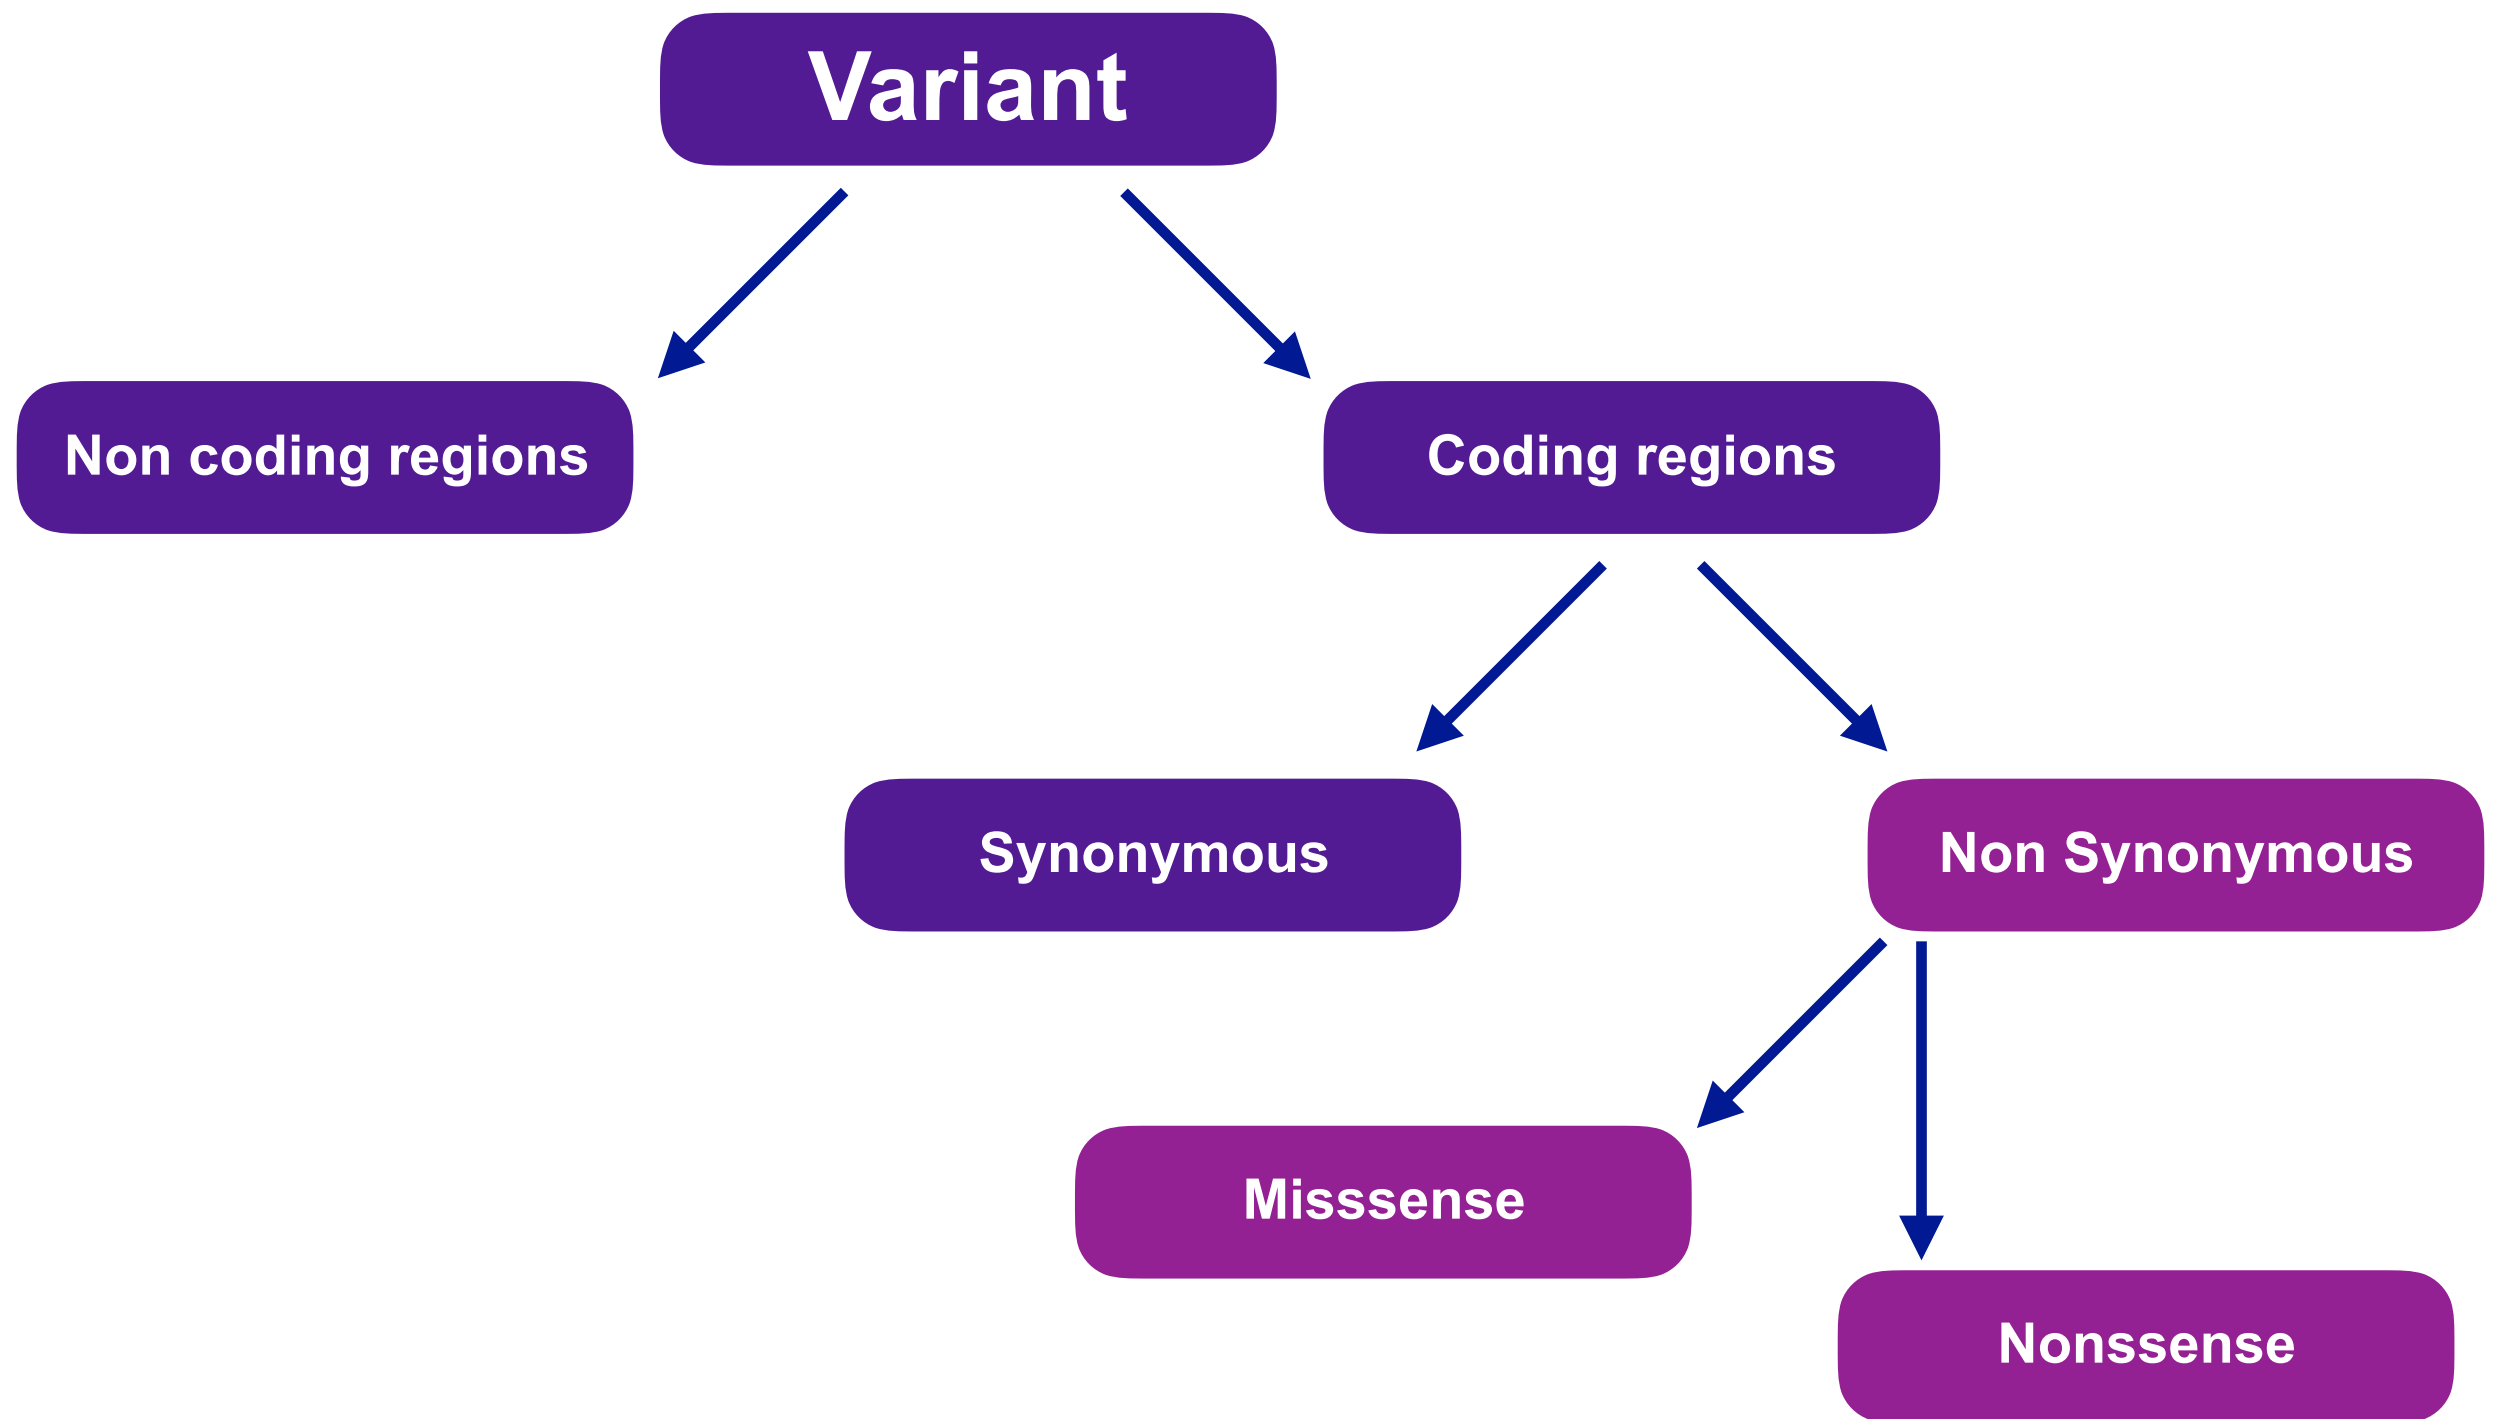 Variant
Non coding regions
Coding regions
Synonymous
Non Synonymous
Misssense
Nonssense